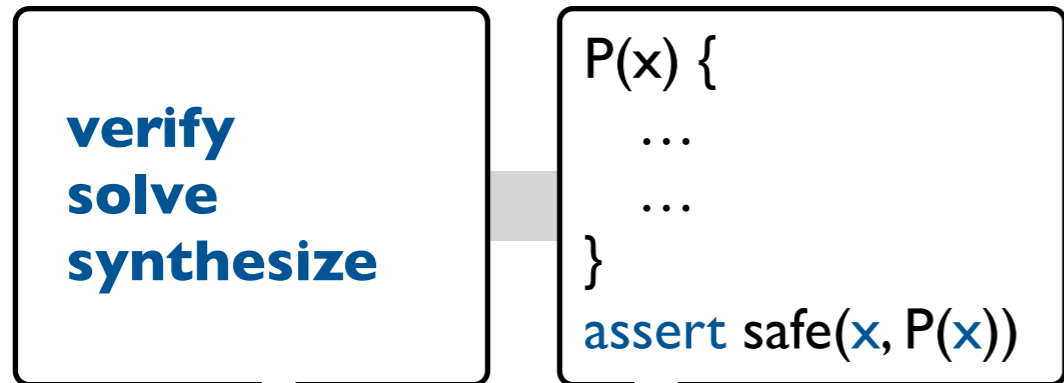 verify
solve
synthesize
P(x) {
…
…
}
assert safe(x, P(x))